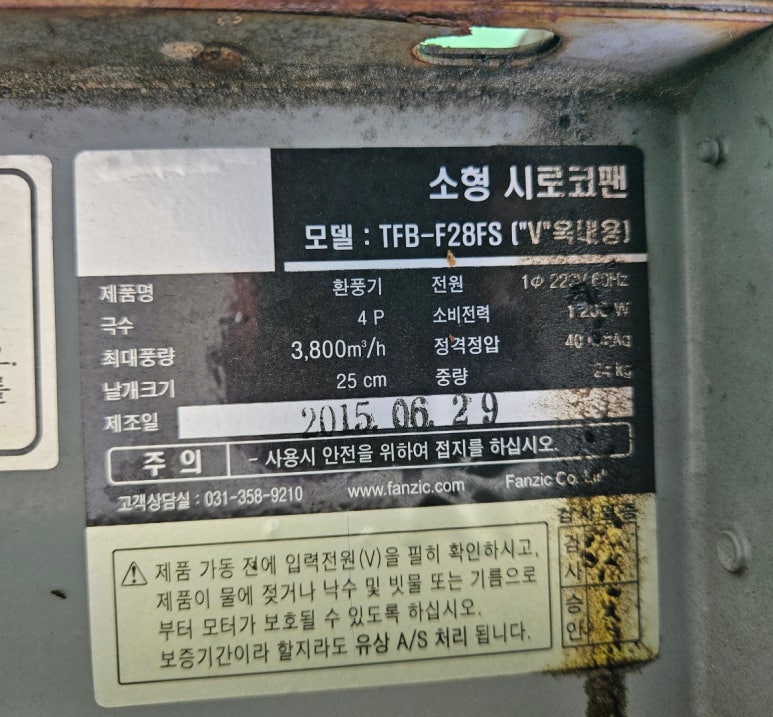 소형 시로코팬
모델 : TFB-F28FS ("V"옥내용)
제품명 환풍기 전원 1Φ 220V 60Hz
극수 4 P 소비전력 W
최대풍량 3,800m³/h 정격정압
날개크기 25 cm 중량 kg
제조일 2015. 06. 29
주 의 - 사용시 안전을 위하여 접지를 하십시오.
고객상담실 : 031-358-9210 www.fanzic.com Fanzic Co. Ltd
⚠ 제품 가동 전에 입력전원(V)을 필히 확인하시고,
제품이 물에 젖거나 낙수 및 빗물 또는 기름으로
부터 모터가 보호될 수 있도록 하십시오.
보증기간이라 할지라도 유상 A/S 처리 됩니다.
검
사
승
인
를